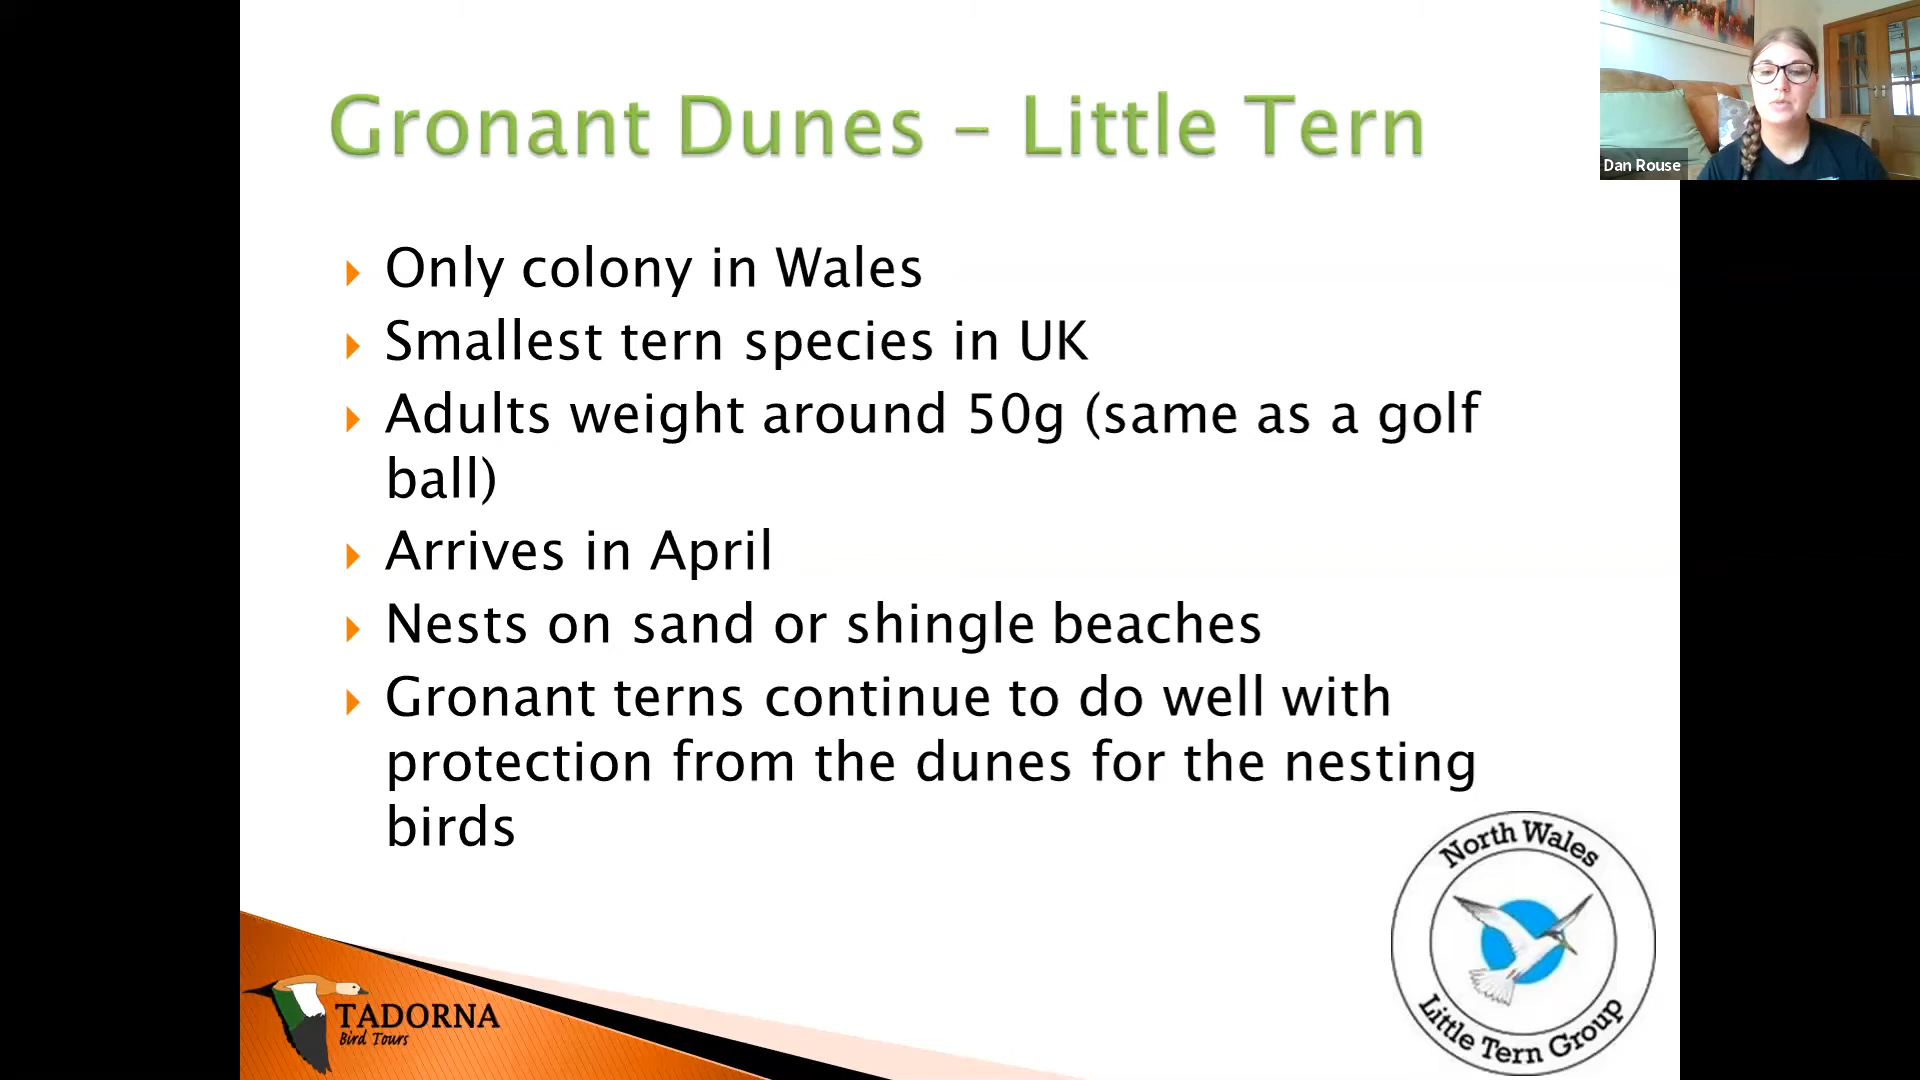 Gronant Dunes – Little Tern
Dan Rouse
Only colony in Wales
Smallest tern species in UK
Adults weight around 50g (same as a golf
ball)
Arrives in April
Nests on sand or shingle beaches
Gronant terns continue to do well with
protection from the dunes for the nesting
birds
North Wales
Little Tern Group
TADORNA
Bird Tours